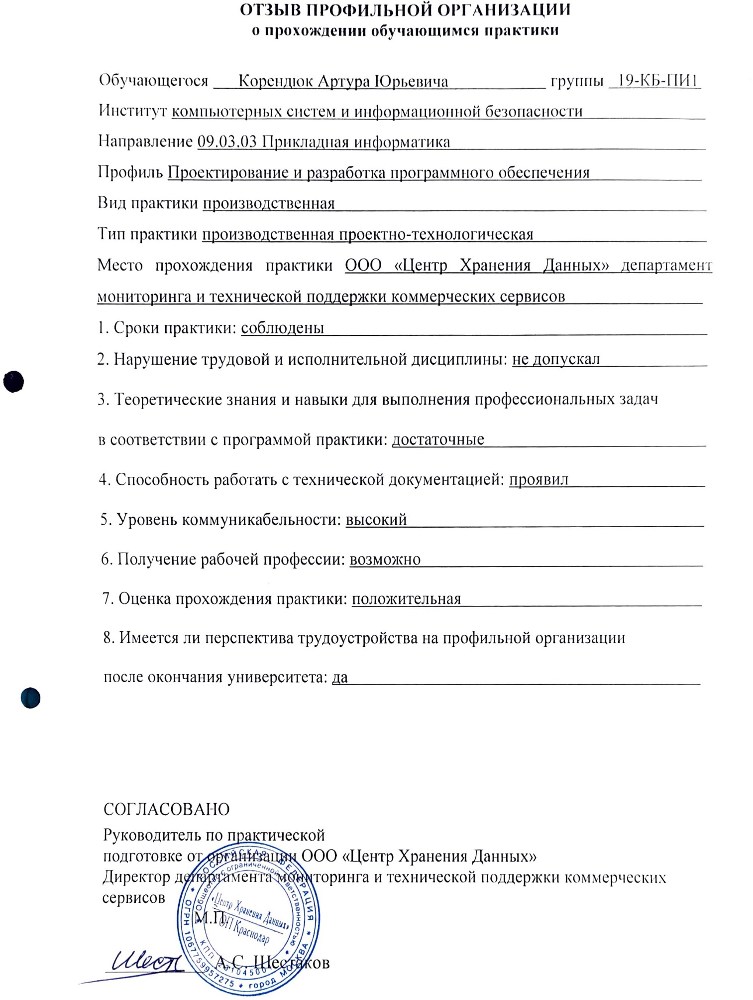 ОТЗЫВ ПРОФИЛЬНОЙ ОРГАНИЗАЦИИ
о прохождении обучающимся практики
Обучающегося Корендюк Артура Юрьевича группы 19-КБ-ПИ1
Институт компьютерных систем и информационной безопасности
Направление 09.03.03 Прикладная информатика
Профиль Проектирование и разработка программного обеспечения
Вид практики производственная
Тип практики производственная проектно-технологическая
Место прохождения практики ООО «Центр Хранения Данных» департамент
мониторинга и технической поддержки коммерческих сервисов
1. Сроки практики: соблюдены
2. Нарушение трудовой и исполнительной дисциплины: не допускал
3. Теоретические знания и навыки для выполнения профессиональных задач
в соответствии с программой практики: достаточные
4. Способность работать с технической документацией: проявил
5. Уровень коммуникабельности: высокий
6. Получение рабочей профессии: возможно
7. Оценка прохождения практики: положительная
8. Имеется ли перспектива трудоустройства на профильной организации
после окончания университета: да
СОГЛАСОВАНО
Руководитель по практической
подготовке от организации ООО «Центр Хранения Данных»
Директор департамента мониторинга и технической поддержки коммерческих
сервисов
М.П.
Шест А.С. Шестаков
РОССИЙСКАЯ ФЕДЕРАЦИЯ * город МОСКВА * ОГРН 1067759957275 *
Общество с ограниченной ответственностью *
КПП 231045001
«Центр Хранения Данных»
ОП Краснодар